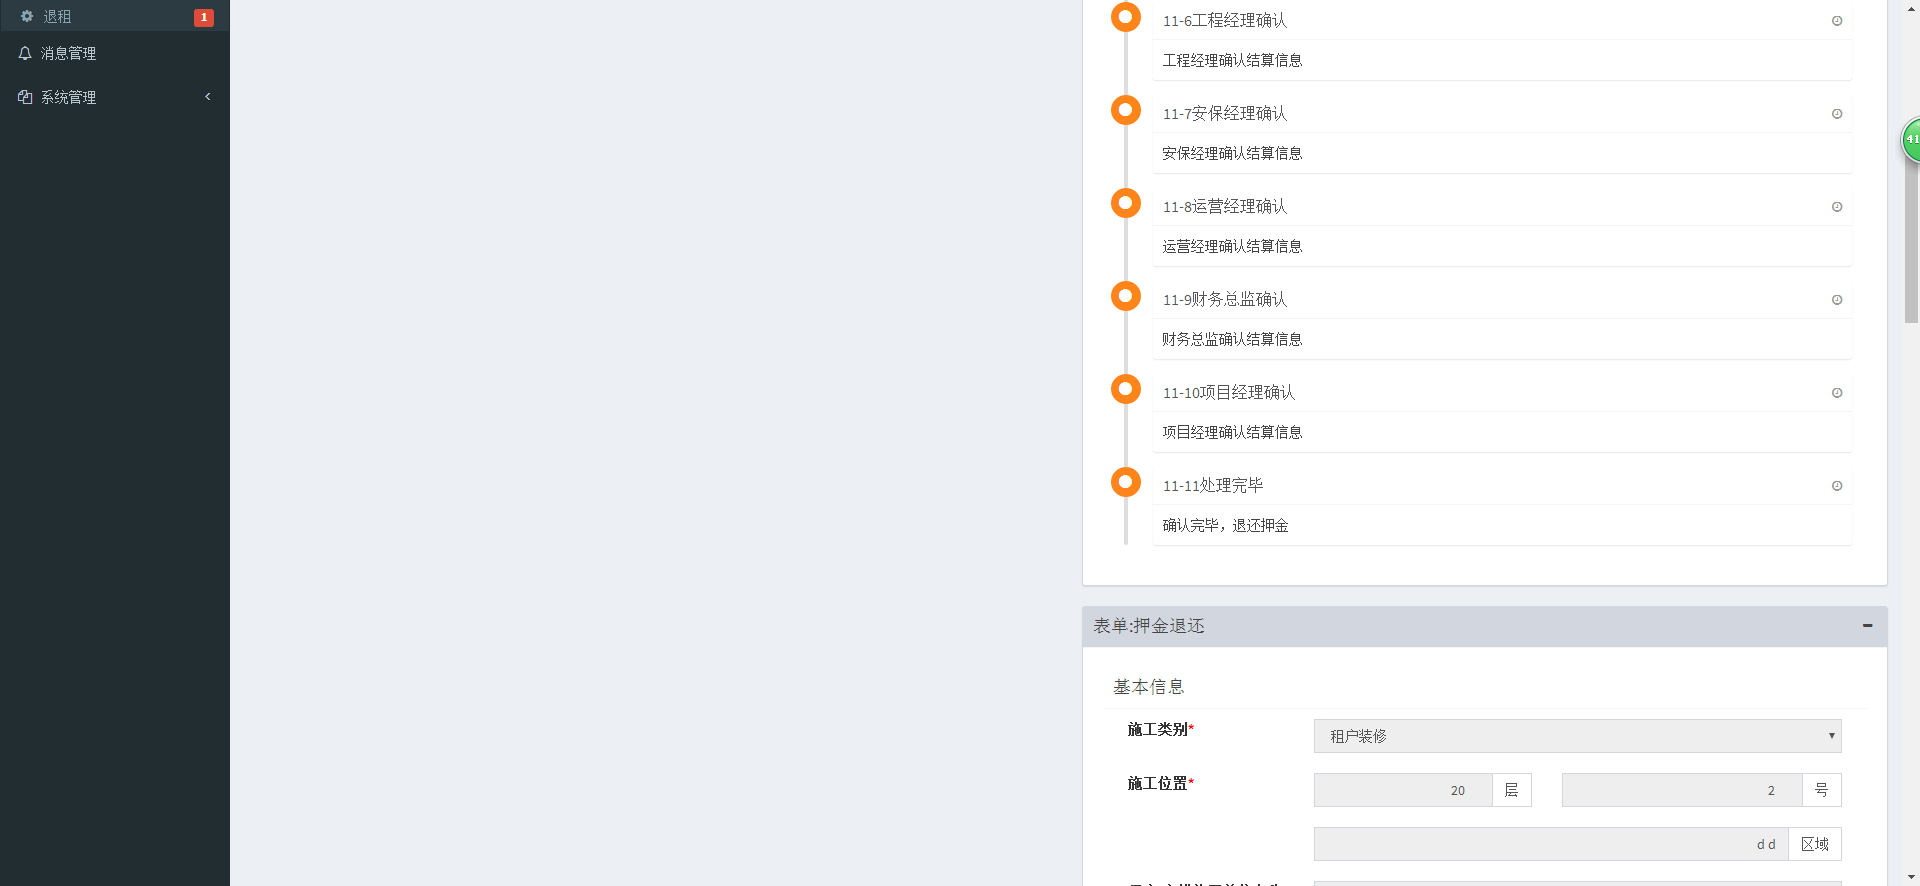 退租 1
消息管理
系统管理
11-6工程经理确认
工程经理确认结算信息
11-7安保经理确认
安保经理确认结算信息
11-8运营经理确认
运营经理确认结算信息
11-9财务总监确认
财务总监确认结算信息
11-10项目经理确认
项目经理确认结算信息
11-11处理完毕
确认完毕，退还押金
41
表单:押金退还
基本信息
施工类别* 租户装修
施工位置* 20 层 2 号
d d 区域